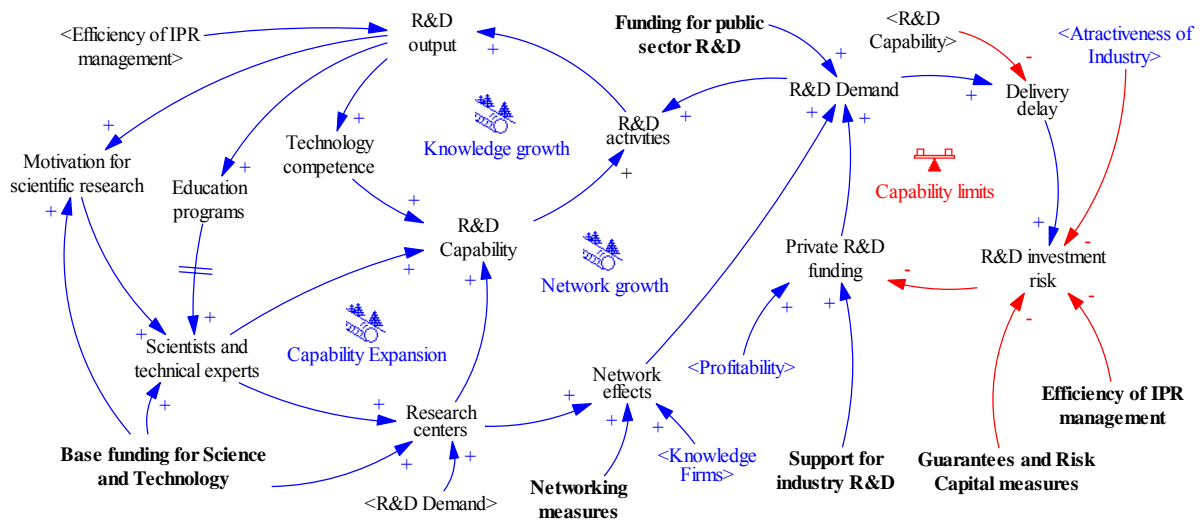 <Efficiency of IPR
management>
R&D
output
Funding for public
sector R&D
<R&D
Capability>
<Atractiveness of
Industry>
R&D Demand
Delivery
delay
Technology
competence
Knowledge growth
R&D
activities
Motivation for
scientific research
Education
programs
Capability limits
R&D
Capability
Network growth
Private R&D
funding
R&D investment
risk
Scientists and
technical experts
Capability Expansion
<Profitability>
Network
effects
Efficiency of IPR
management
Research
centers
Base funding for Science
and Technology
<R&D Demand>
Networking
measures
<Knowledge
Firms>
Support for
industry R&D
Guarantees and Risk
Capital measures